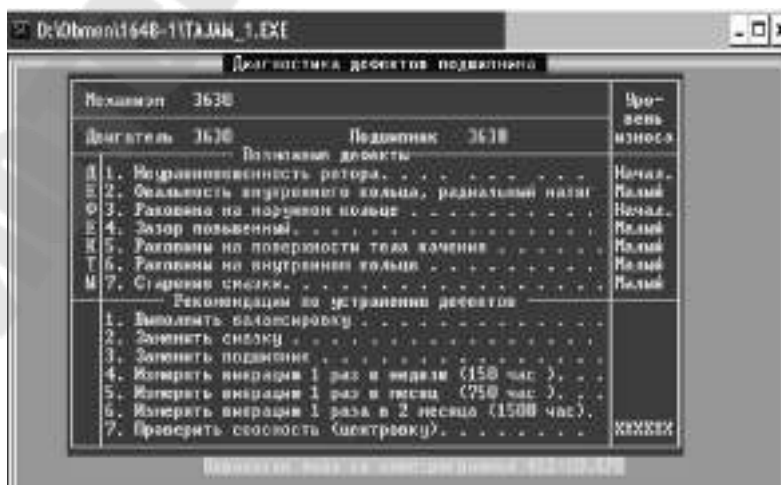 D:\Obmen\1648-1\TAJAN_1.EXE
Диагностика дефектов подшипника
Механизм 3630
Уровень износа
Двигатель 3630 Подшипник 3630
Возможные дефекты
ДЕФЕКТЫ
1. Неуравновешенность ротора. Начал.
2. Овальность внутреннего кольца, радиальный натяг Малый
3. Раковина на наружном кольце Начал.
4. Зазор повышенный. Малый
5. Раковины на поверхности тела качения Малый
6. Раковины на внутреннем кольце Малый
7. Старение смазки. Малый
Рекомендации по устранению дефектов
1. Выполнить балансировку
2. Заменить смазку
3. Заменить подшипник
4. Измерять вибрацию 1 раз в неделю (150 час ).
5. Измерять вибрацию 1 раз в месяц (750 час ).
6. Измерять вибрацию 1 раза в 2 месяца (1500 час).
7. Проверить соосность (центровку). XXXXXX